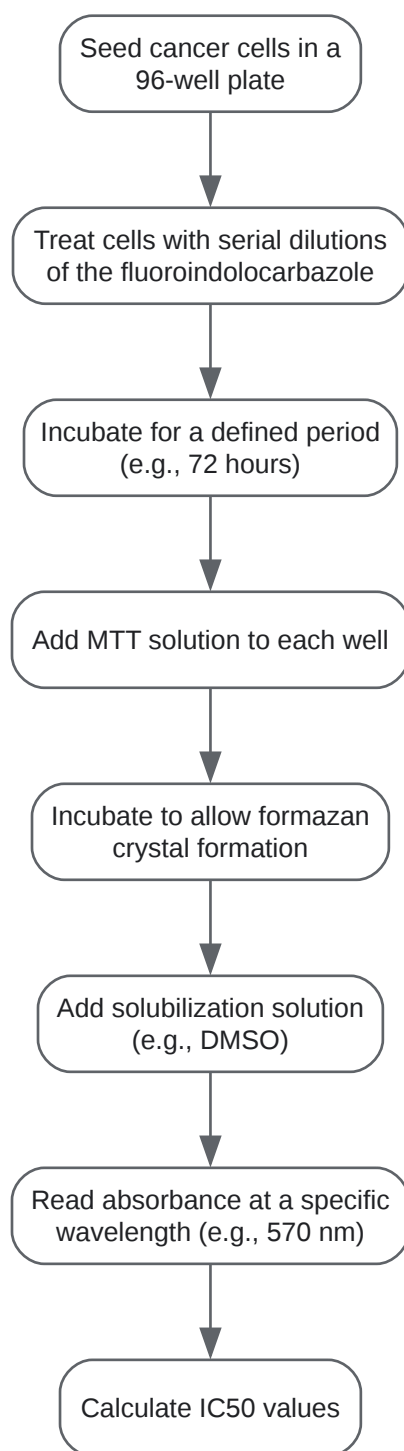 Seed cancer cells in a
96-well plate
Treat cells with serial dilutions
of the fluoroindolocarbazole
Incubate for a defined period
(e.g., 72 hours)
Add MTT solution to each well
Incubate to allow formazan
crystal formation
Add solubilization solution
(e.g., DMSO)
Read absorbance at a specific
wavelength (e.g., 570 nm)
Calculate IC50 values